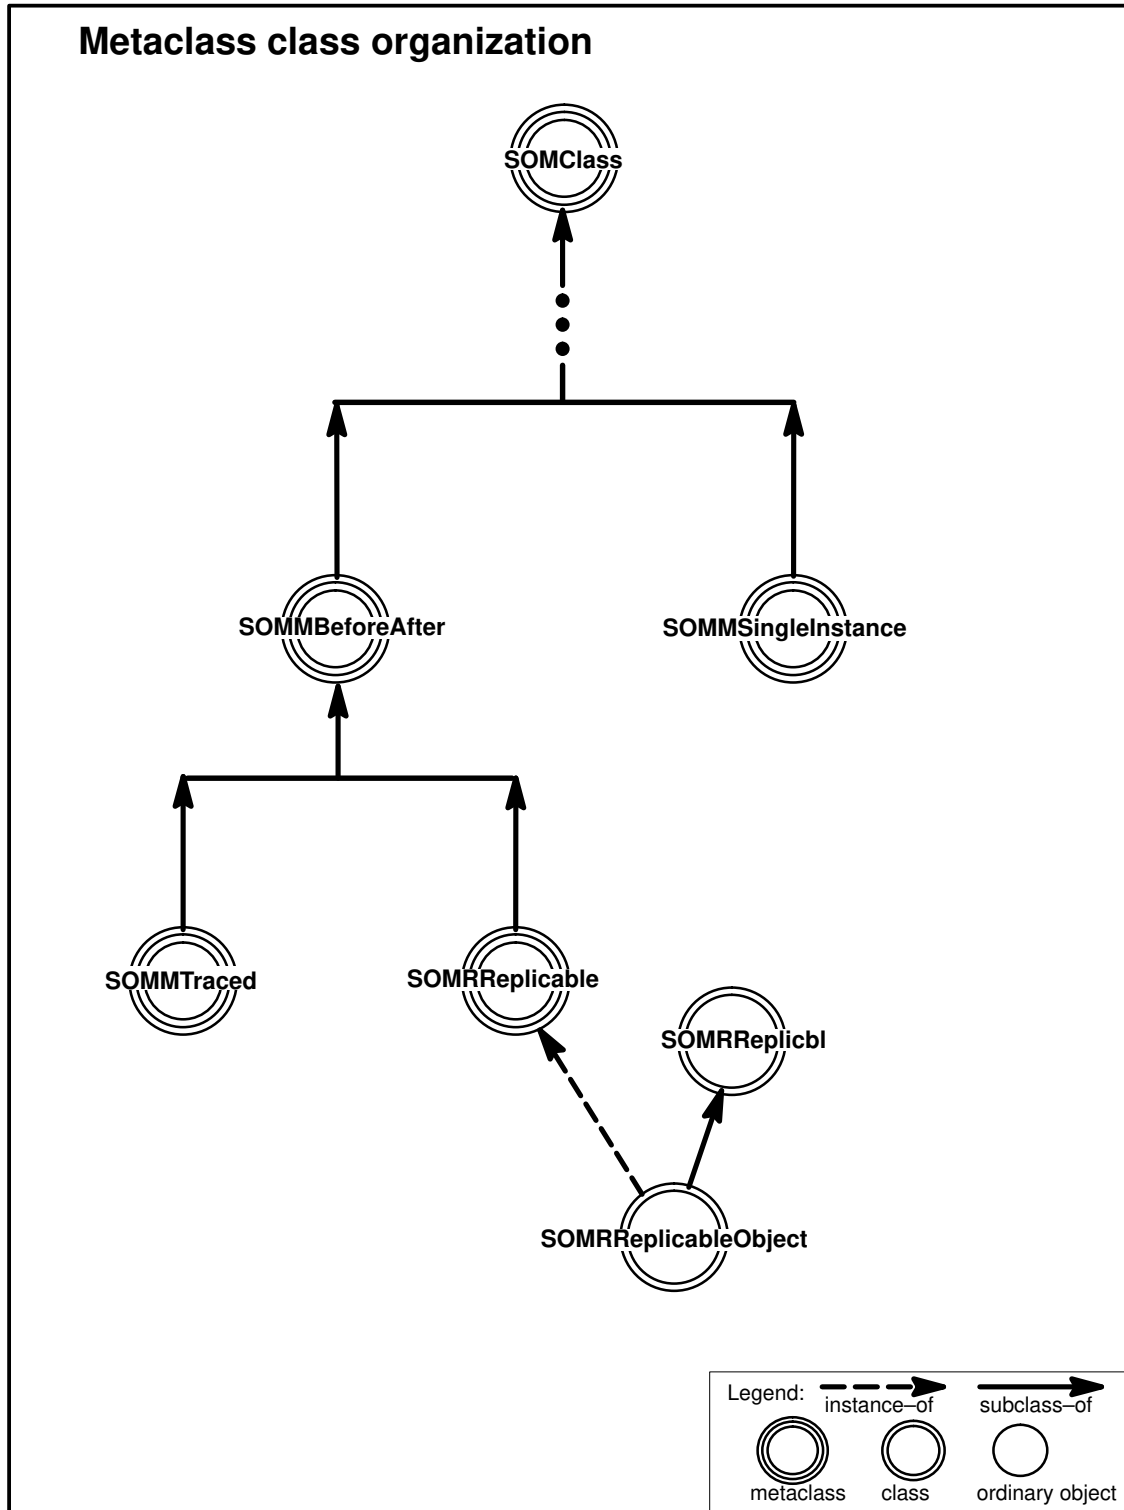 Metaclass class organization
SOMClass
SOMMBeforeAfter
SOMMSingleInstance
SOMMTraced
SOMRReplicable
SOMRReplicbl
SOMRReplicableObject
Legend:
instance–of
subclass–of
metaclass
class
ordinary object